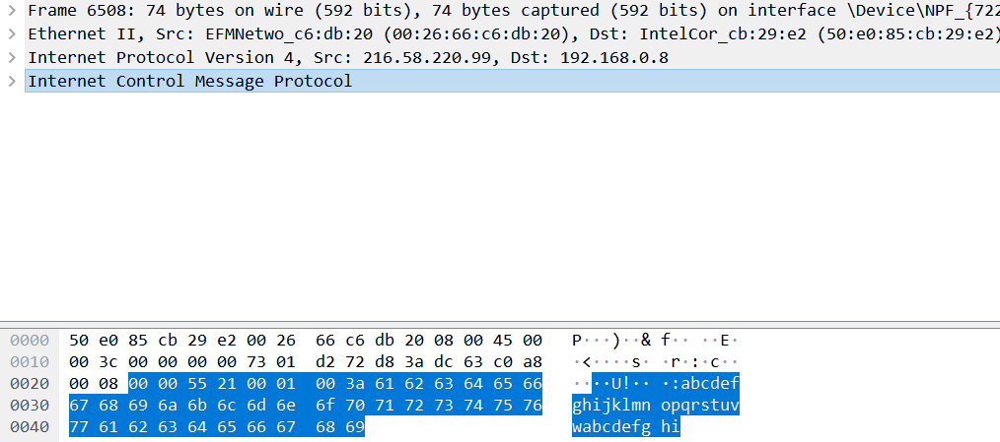 Frame 6508: 74 bytes on wire (592 bits), 74 bytes captured (592 bits) on interface \Device\NPF_{722
Ethernet II, Src: EFMNetwo_c6:db:20 (00:26:66:c6:db:20), Dst: IntelCor_cb:29:e2 (50:e0:85:cb:29:e2)
Internet Protocol Version 4, Src: 216.58.220.99, Dst: 192.168.0.8
Internet Control Message Protocol
0000 50 e0 85 cb 29 e2 00 26 66 c6 db 20 08 00 45 00 P···)··& f·· ··E·
0010 00 3c 00 00 00 00 73 01 d2 72 d8 3a dc 63 c0 a8 ·<····s· ·r·:·c··
0020 00 08 00 00 55 21 00 01 00 3a 61 62 63 64 65 66 ····U!·· ·:abcdef
0030 67 68 69 6a 6b 6c 6d 6e 6f 70 71 72 73 74 75 76 ghijklmn opqrstuv
0040 77 61 62 63 64 65 66 67 68 69 wabcdefg hi